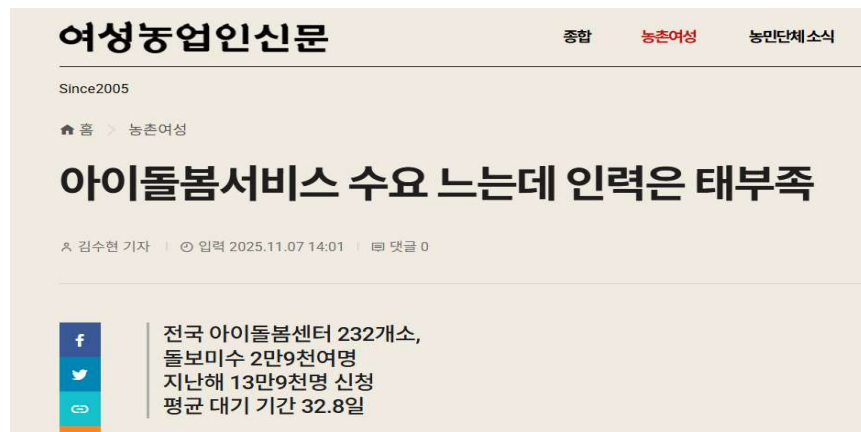 여성농업인신문
종합 농촌여성 농민단체소식
Since2005
홈 > 농촌여성
아이돌봄서비스 수요 느는데 인력은 태부족
김수현 기자 | 입력 2025.11.07 14:01 | 댓글 0
전국 아이돌봄센터 232개소,
돌보미수 2만9천여명
지난해 13만9천명 신청
평균 대기 기간 32.8일